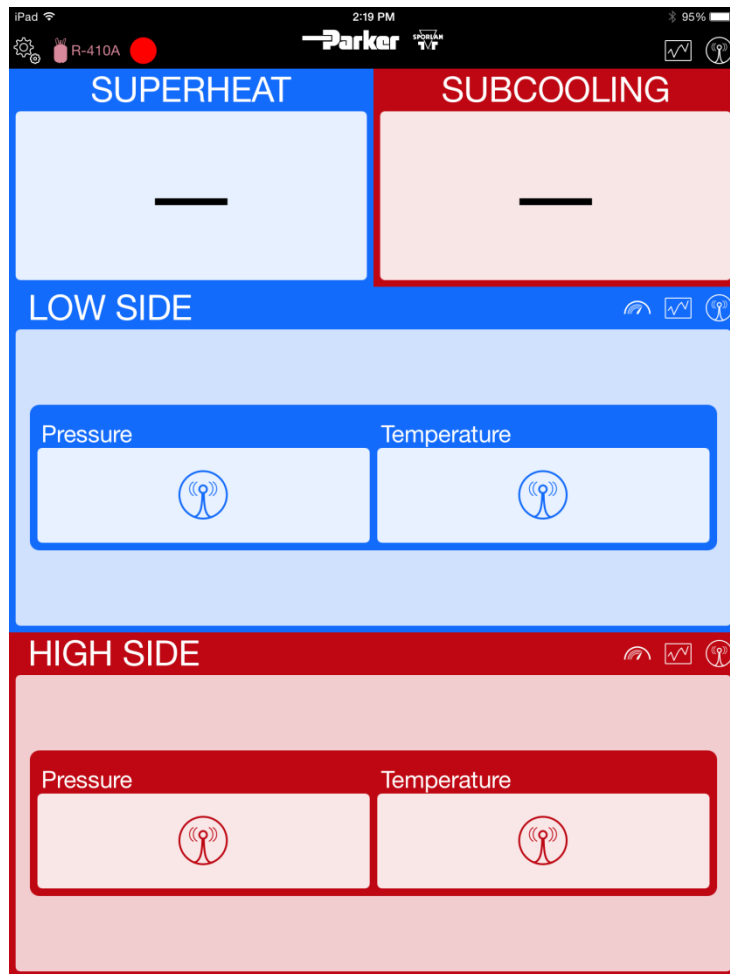 iPad 2:19 PM 95%
R-410A Parker SPORLAN
SUPERHEAT SUBCOOLING
— —
LOW SIDE
Pressure Temperature
HIGH SIDE
Pressure Temperature